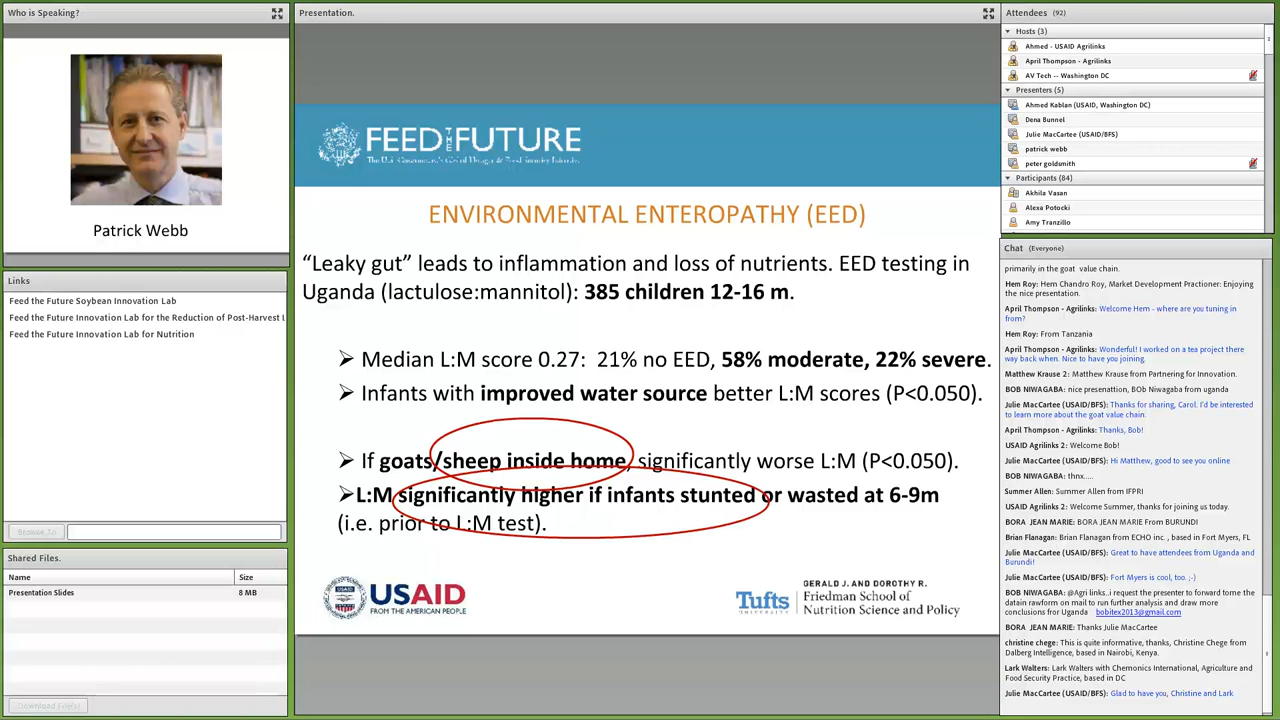 Who is Speaking?
Patrick Webb
Links
Feed the Future Soybean Innovation Lab
Feed the Future Innovation Lab for the Reduction of Post-Harvest L
Feed the Future Innovation Lab for Nutrition
Browse To
Shared Files.
Name Size
Presentation Slides 8 MB
Download File(s)
Presentation.
FEED THE FUTURE
The U.S. Government's Global Hunger & Food Security Initiative
ENVIRONMENTAL ENTEROPATHY (EED)
“Leaky gut” leads to inflammation and loss of nutrients. EED testing in
Uganda (lactulose:mannitol): 385 children 12-16 m.
➢ Median L:M score 0.27: 21% no EED, 58% moderate, 22% severe.
➢ Infants with improved water source better L:M scores (P<0.050).
➢ If goats/sheep inside home, significantly worse L:M (P<0.050).
➢L:M significantly higher if infants stunted or wasted at 6-9m
(i.e. prior to L:M test).
USAID
FROM THE AMERICAN PEOPLE
Tufts
GERALD J. AND DOROTHY R.
Friedman School of
Nutrition Science and Policy
Attendees (92)
Hosts (3)
Ahmed - USAID Agrilinks
April Thompson - Agrilinks
AV Tech -- Washington DC
Presenters (5)
Ahmed Kablan (USAID, Washington DC)
Dena Bunnel
Julie MacCartee (USAID/BFS)
patrick webb
peter goldsmith
Participants (84)
Akhila Vasan
Alexa Potocki
Amy Tranzillo
Chat (Everyone)
primarily in the goat value chain.
Hem Roy: Hem Chandro Roy, Market Development Practioner: Enjoying
the nice presentation.
April Thompson - Agrilinks: Welcome Hem - where are you tuning in
from?
Hem Roy: From Tanzania
April Thompson - Agrilinks: Wonderful! I worked on a tea project there
way back when. Nice to have you joining.
Matthew Krause 2: Matthew Krause from Partnering for Innovation.
BOB NIWAGABA: nice presenattion, BOb Niwagaba from uganda
Julie MacCartee (USAID/BFS): Thanks for sharing, Carol. I'd be interested
to learn more about the goat value chain.
April Thompson - Agrilinks: Thanks, Bob!
USAID Agrilinks 2: Welcome Bob!
Julie MacCartee (USAID/BFS): Hi Matthew, good to see you online
BOB NIWAGABA: thnx.....
Summer Allen: Summer Allen from IFPRI
USAID Agrilinks 2: Welcome Summer, thanks for joining us today.
BORA JEAN MARIE: BORA JEAN MARIE From BURUNDI
Brian Flanagan: Brian Flanagan from ECHO inc. , based in Fort Myers, FL
Julie MacCartee (USAID/BFS): Great to have attendees from Uganda and
Burundi!
Julie MacCartee (USAID/BFS): Fort Myers is cool, too. ;-)
BOB NIWAGABA: @Agri links..i request the presenter to forward tome the
datain rawform on mail to run further analysis and draw more
conclusions for Uganda bobitex2013@gmail.com
BORA JEAN MARIE: Thanks Julie MacCartee
christine chege: This is quite informative, thanks, Christine Chege from
Dalberg Intelligence, based in Nairobi, Kenya.
Lark Walters: Lark Walters with Chemonics International, Agriculture and
Food Security Practice, based in DC
Julie MacCartee (USAID/BFS): Glad to have you, Christine and Lark